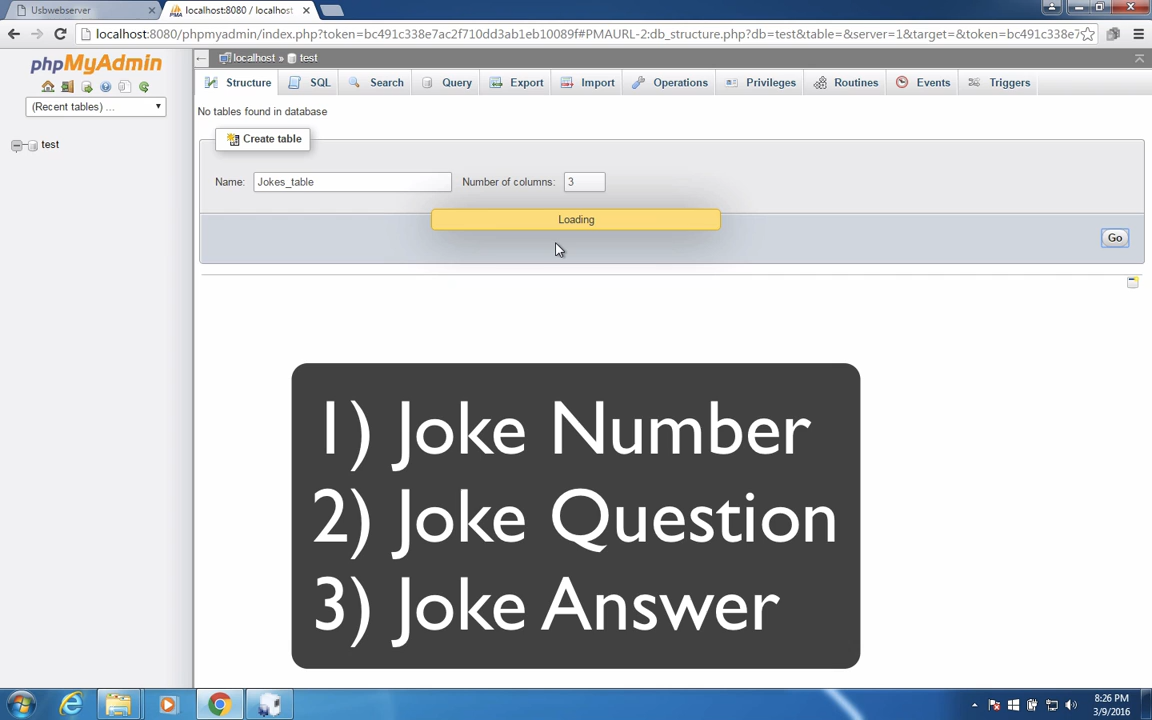 Usbwebserver
localhost:8080 / localhost
localhost:8080/phpmyadmin/index.php?token=bc491c338e7ac2f710dd3ab1eb10089f#PMAURL-2:db_structure.php?db=test&table=&server=1&target=&token=bc491c338e7
phpMyAdmin
(Recent tables) ...
test
localhost » test
Structure SQL Search Query Export Import Operations Privileges Routines Events Triggers
No tables found in database
Create table
Name: Jokes_table Number of columns: 3
Loading
Go
1) Joke Number
2) Joke Question
3) Joke Answer
8:26 PM
3/9/2016